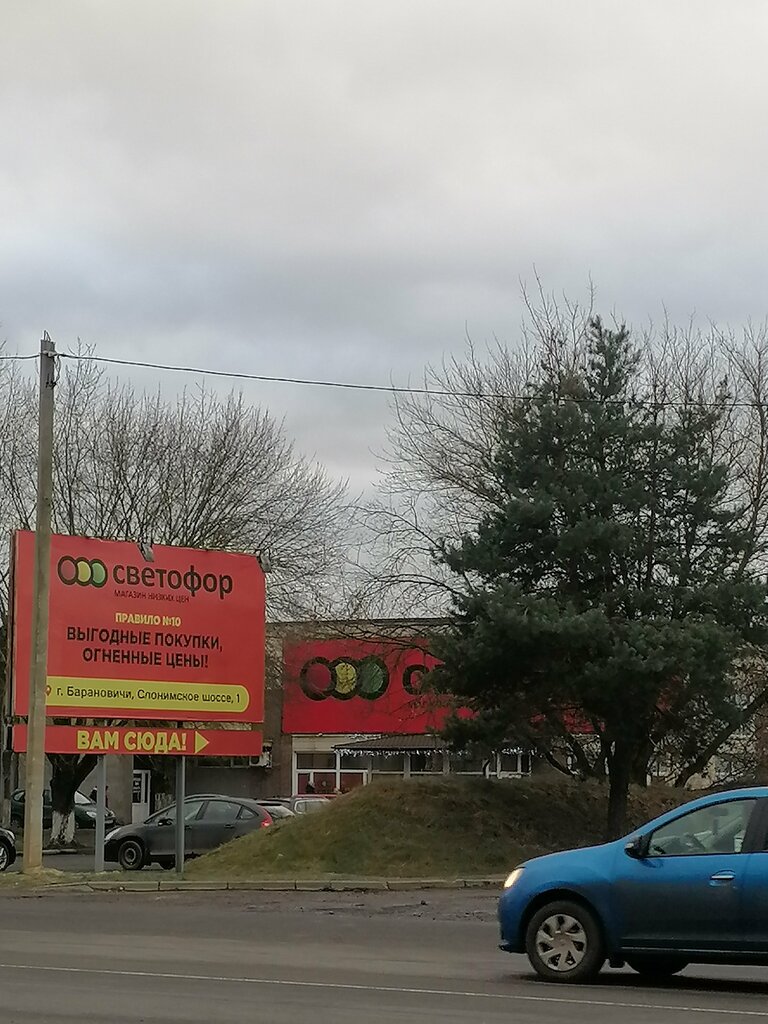 светофор
МАГАЗИН НИЗКИХ ЦЕН
ПРАВИЛО №10
ВЫГОДНЫЕ ПОКУПКИ,
ОГНЕННЫЕ ЦЕНЫ!
г. Барановичи, Слонимское шоссе, 1
ВАМ СЮДА!
с